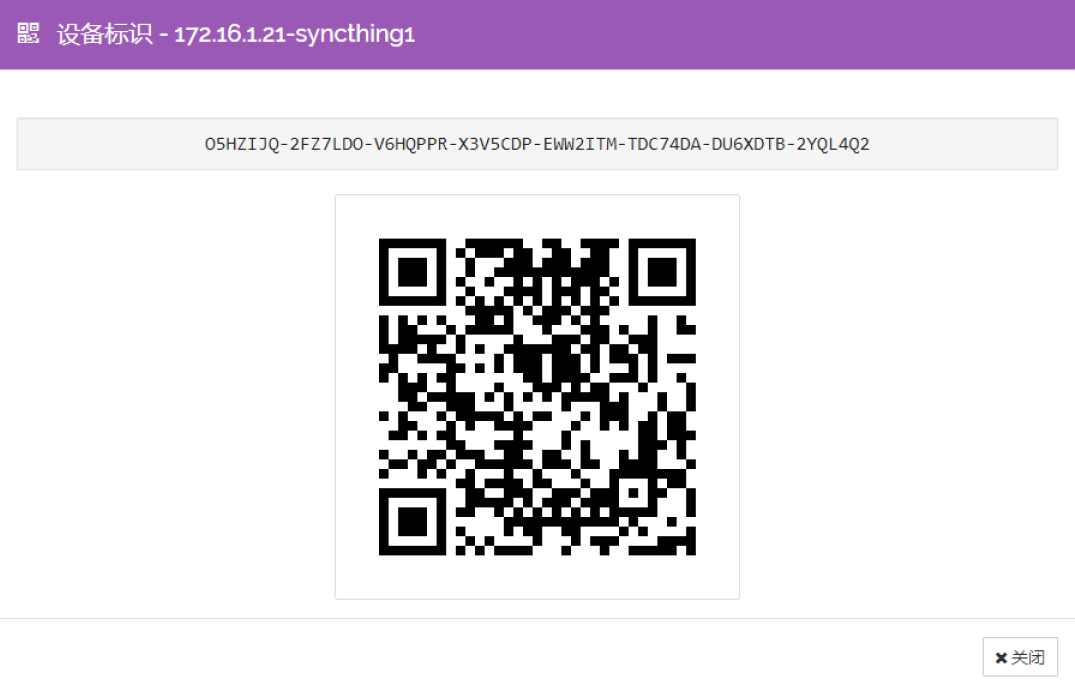 设备标识 - 172.16.1.21-syncthing1
O5HZIJQ-2FZ7LDO-V6HQPPR-X3V5CDP-EWW2ITM-TDC74DA-DU6XDTB-2YQL4Q2
关闭